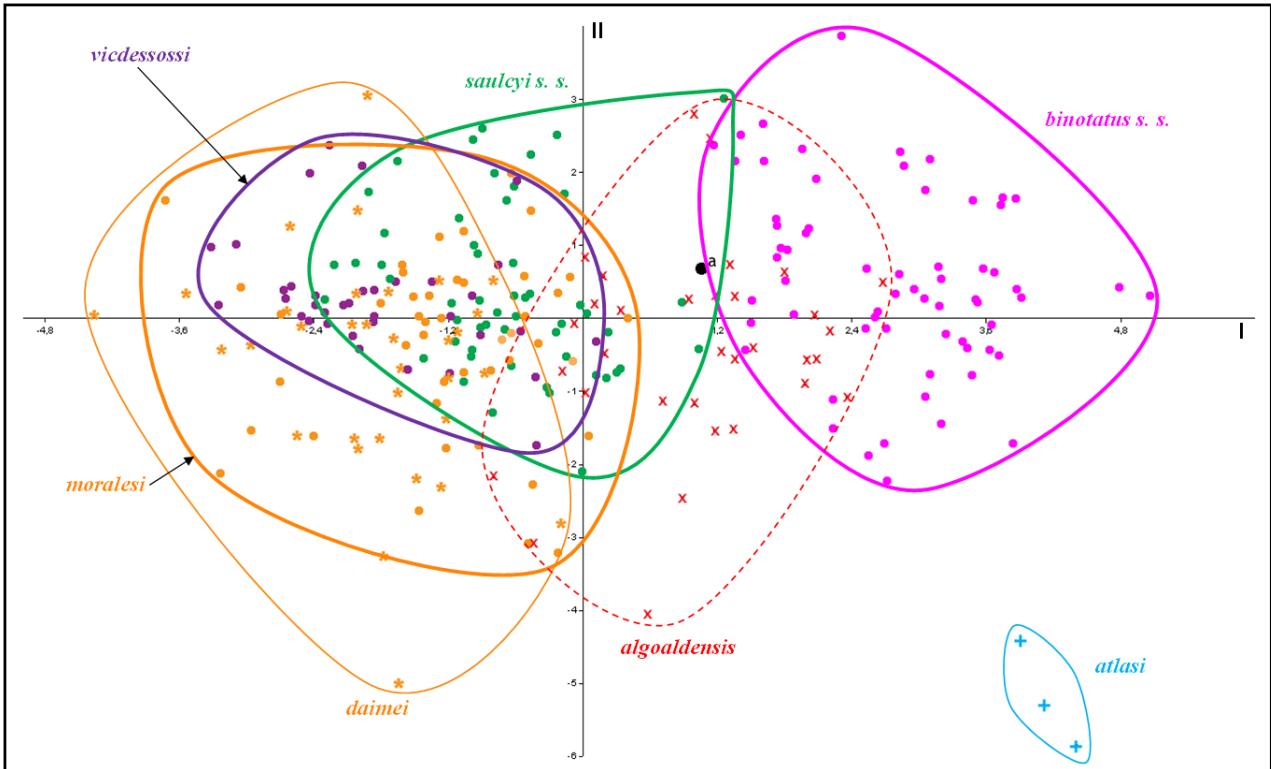 II
vicdessossi
saulcyi s. s.
binotatus s. s.
3
2
1
a
-4,8
-3,6
-2,4
-1,2
1,2
2,4
3,6
4,8
I
-1
-2
moralesi
-3
-4
algoaldensis
atlasi
-5
daimei
-6